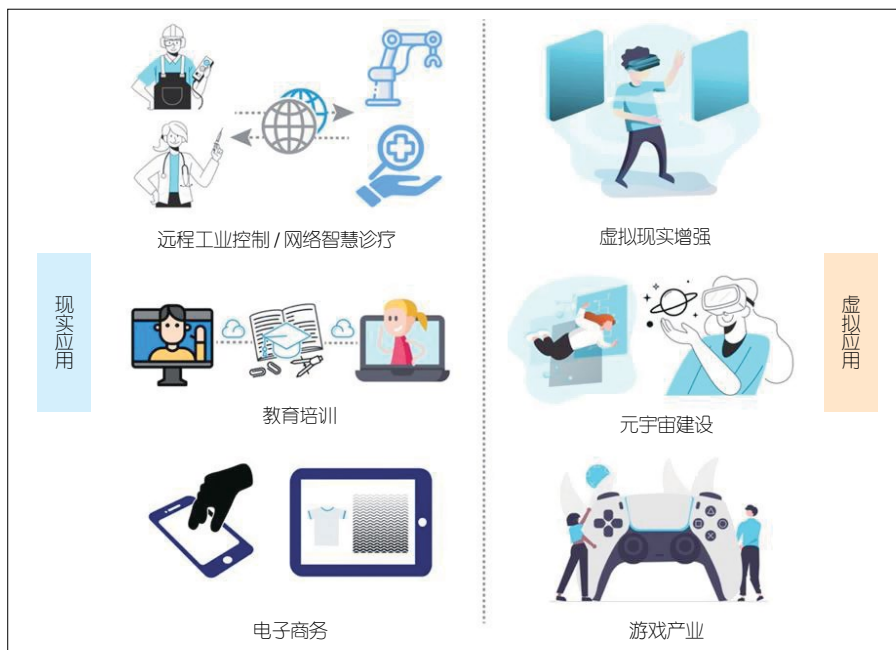 远程工业控制 / 网络智慧诊疗
虚拟现实增强
现实应用
虚拟应用
教育培训
元宇宙建设
电子商务
游戏产业